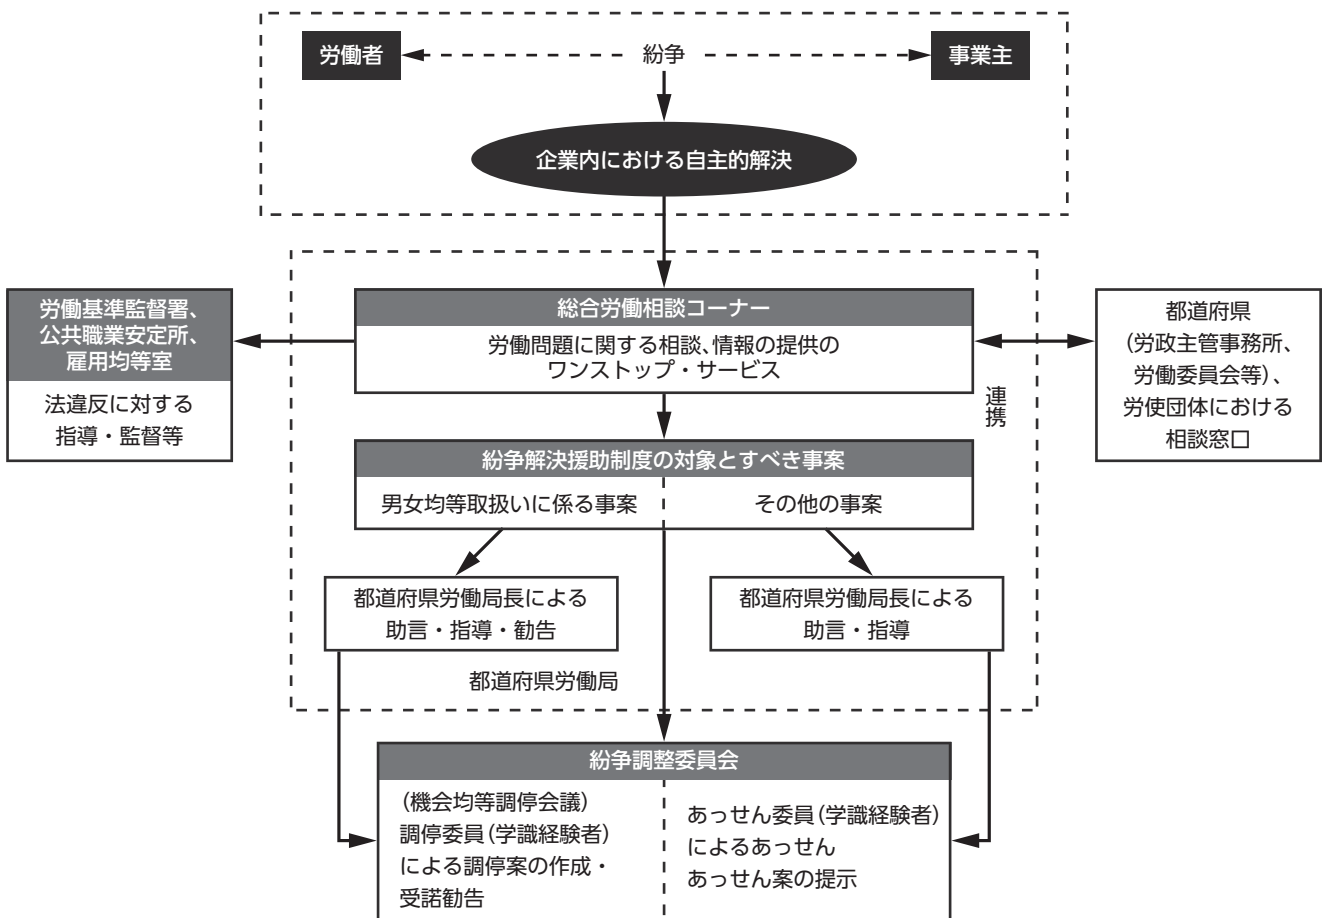 労働者
紛争
事業主
企業内における自主的解決
労働基準監督署、
公共職業安定所、
雇用均等室
法違反に対する
指導・監督等
総合労働相談コーナー
労働問題に関する相談、情報の提供の
ワンストップ・サービス
連携
都道府県
(労政主管事務所、
労働委員会等)、
労使団体における
相談窓口
紛争解決援助制度の対象とすべき事案
男女均等取扱いに係る事案
その他の事案
都道府県労働局長による
助言・指導・勧告
都道府県労働局長による
助言・指導
都道府県労働局
紛争調整委員会
(機会均等調停会議)
調停委員(学識経験者)
による調停案の作成・
受諾勧告
あっせん委員(学識経験者)
によるあっせん
あっせん案の提示